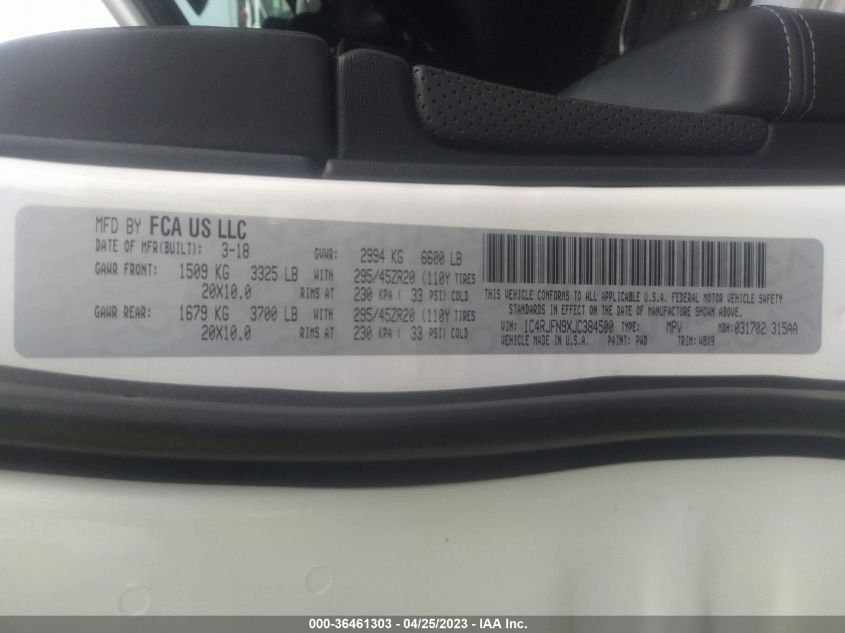 MFD BY FCA US LLC
DATE OF MFR(BUILT): 3-18 GVWR: 2994 KG 6600 LB
GAWR FRONT: 1509 KG 3325 LB WITH 295/45ZR20 (110Y TIRES
20X10.0 RIMS AT 230 KPA ( 33 PSI) COLD
GAWR REAR: 1679 KG 3700 LB WITH 295/45ZR20 (110Y TIRES
20X10.0 RIMS AT 230 KPA ( 33 PSI) COLD
THIS VEHICLE CONFORMS TO ALL APPLICABLE U.S.A. FEDERAL MOTOR VEHICLE SAFETY
STANDARDS IN EFFECT ON THE DATE OF MANUFACTURE SHOWN ABOVE.
VIN: 1C4RJFN9XJC384500 TYPE: MPV MDH: 031702 315AA
VEHICLE MADE IN U.S.A. PAINT: PWD TRIM: W0X9
000-36461303 - 04/25/2023 - IAA Inc.